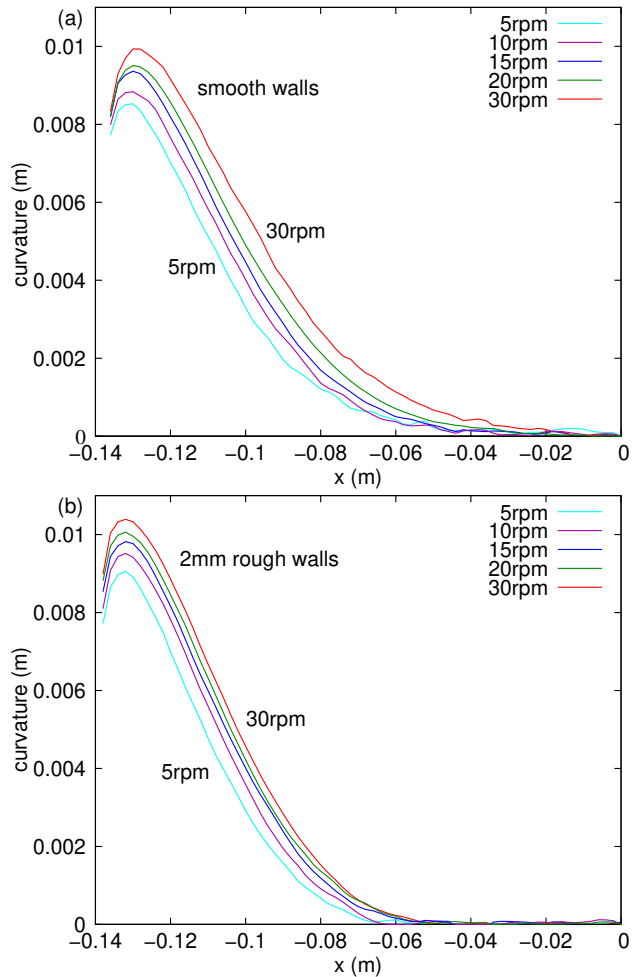 (a)
5rpm
10rpm
15rpm
20rpm
30rpm
smooth walls
30rpm
5rpm
curvature (m)
0.01
0.008
0.006
0.004
0.002
0
−0.14 −0.12 −0.1 −0.08 −0.06 −0.04 −0.02 0
x (m)
(b)
5rpm
10rpm
15rpm
20rpm
30rpm
2mm rough walls
30rpm
5rpm
curvature (m)
0.01
0.008
0.006
0.004
0.002
0
−0.14 −0.12 −0.1 −0.08 −0.06 −0.04 −0.02 0
x (m)